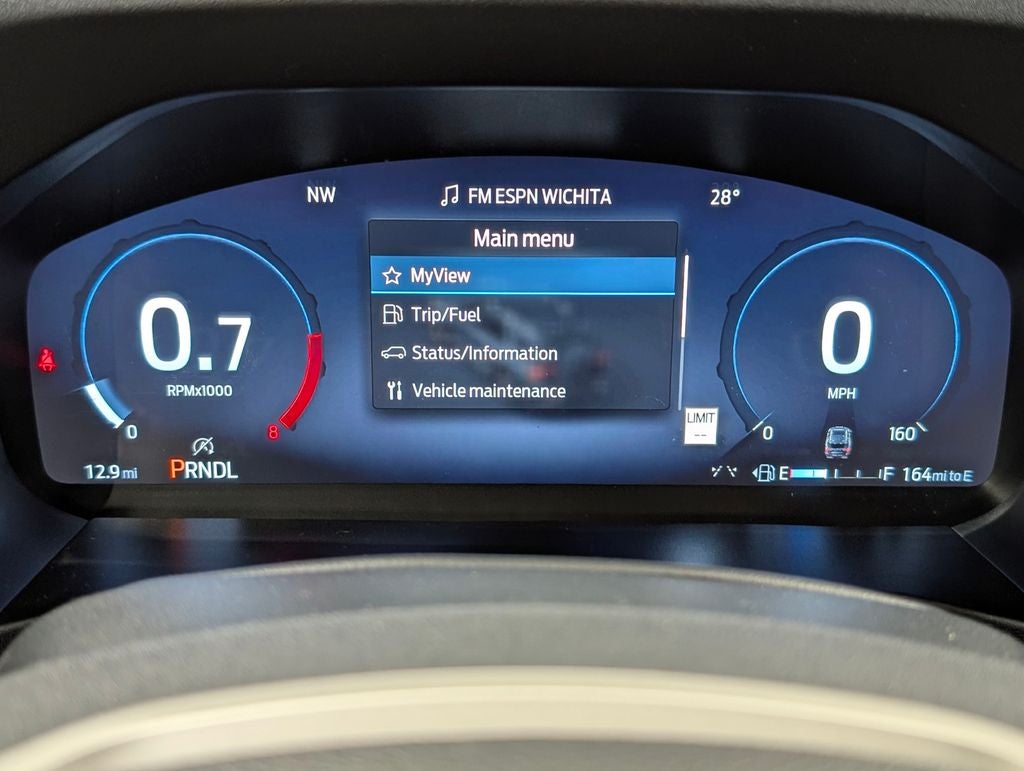 NW
FM ESPN WICHITA
28°
Main menu
MyView
Trip/Fuel
Status/Information
Vehicle maintenance
0.7
RPMx1000
0
8
0
MPH
0
160
LIMIT
--
12.9 mi
PRNDL
E
F
164 mi to E